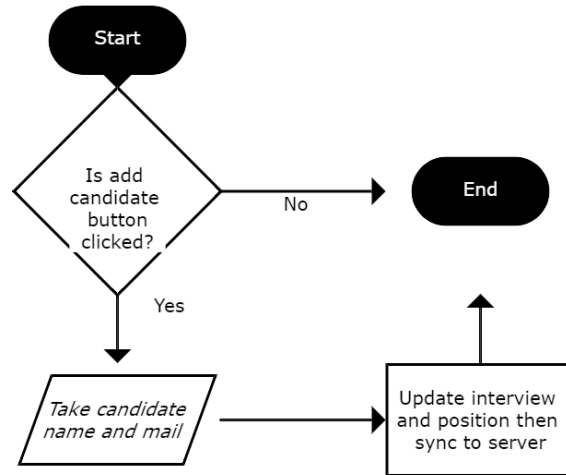 Start
Is add
candidate
button
clicked?
No
End
Yes
Take candidate
name and mail
Update interview
and position then
sync to server